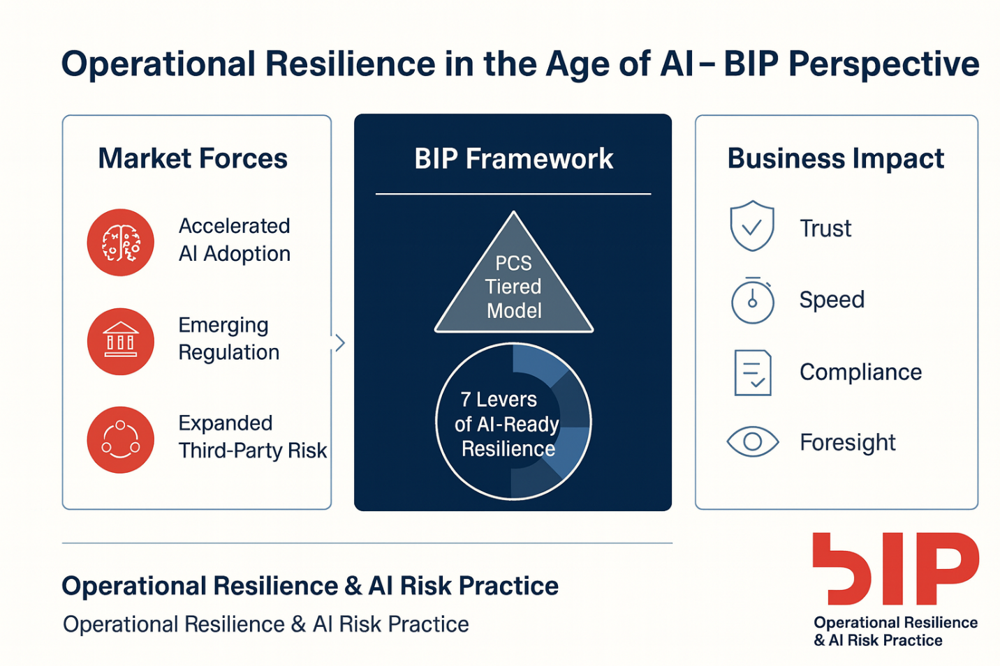 Operational Resilience in the Age of AI – BIP Perspective
Market Forces
Accelerated
AI Adoption
Emerging
Regulation
Expanded
Third-Party Risk
BIP Framework
PCS
Tiered
Model
7 Levers
of AI-Ready
Resilience
Business Impact
Trust
Speed
Compliance
Foresight
Operational Resilience & AI Risk Practice
Operational Resilience & AI Risk Practice
bIP
Operational Resilience
& AI Risk Practice